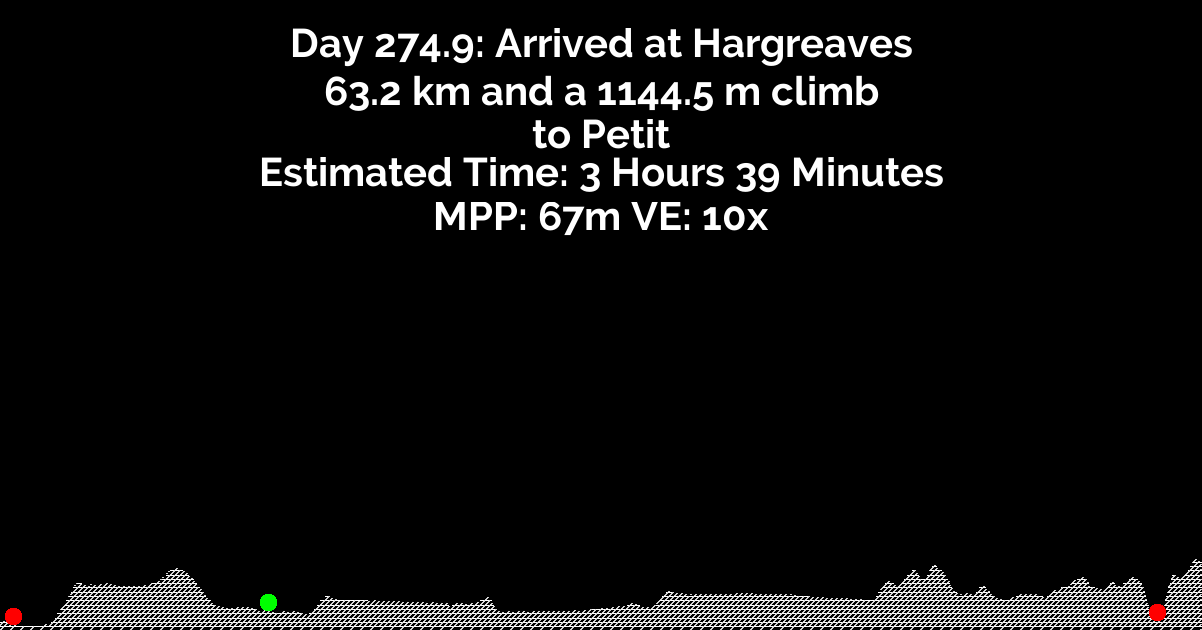 Day 274.9: Arrived at Hargreaves
63.2 km and a 1144.5 m climb
to Petit
Estimated Time: 3 Hours 39 Minutes
MPP: 67m VE: 10x